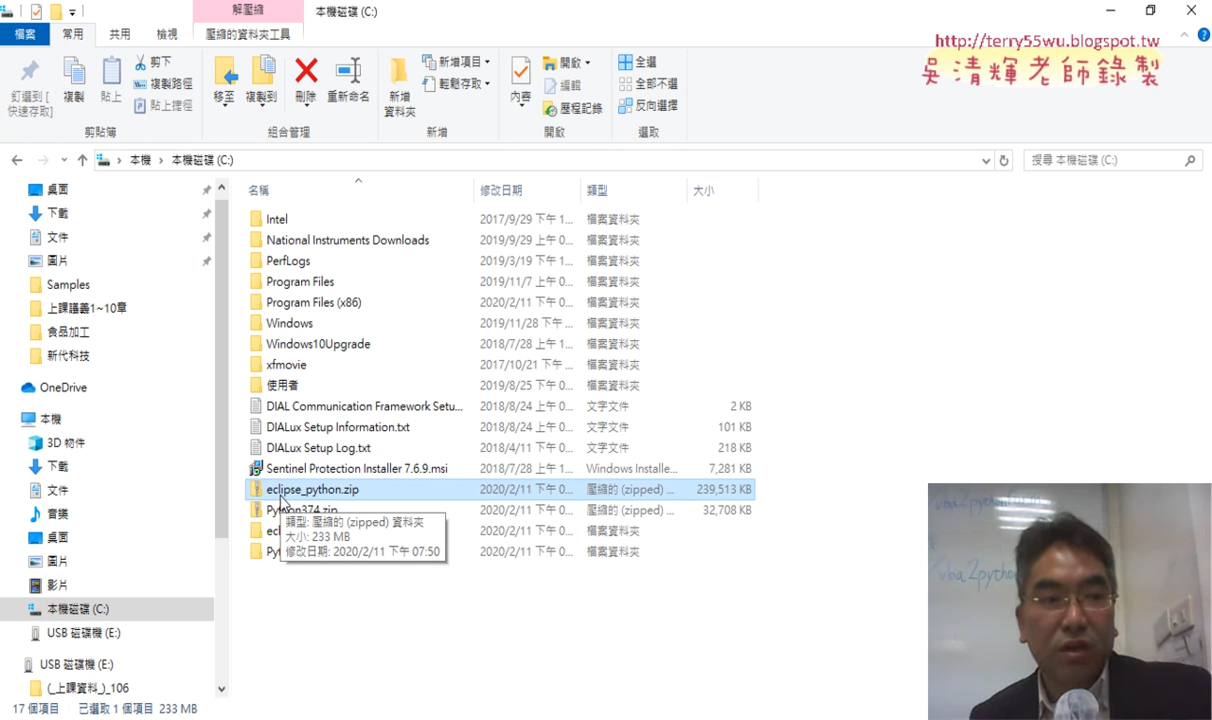 解壓縮
本機磁碟 (C:)
檔案
常用
共用
檢視
壓縮的資料夾工具
http://terry55wu.blogspot.tw
吳清輝老師錄製
釘選到 [
快速存取]
複製
貼上
剪下
複製路徑
貼上捷徑
剪貼簿
移至
複製到
刪除
重新命名
組合管理
新增
資料夾
新增項目
輕鬆存取
新增
內容
開啟
編輯
歷程記錄
開啟
全選
全部不選
反向選擇
選取
本機 › 本機磁碟 (C:)
搜尋 本機磁碟 (C:)
桌面
下載
文件
圖片
Samples
上課講義1~10章
食品加工
新代科技
OneDrive
本機
3D 物件
下載
文件
音樂
桌面
圖片
影片
本機磁碟 (C:)
USB 磁碟機 (E:)
USB 磁碟機 (E:)
(_上課資料_)_106
名稱 修改日期 類型 大小
Intel 2017/9/29 下午 1... 檔案資料夾
National Instruments Downloads 2019/9/29 上午 0... 檔案資料夾
PerfLogs 2019/3/19 下午 1... 檔案資料夾
Program Files 2019/11/7 上午 0... 檔案資料夾
Program Files (x86) 2020/2/11 下午 0... 檔案資料夾
Windows 2019/11/28 下午 ... 檔案資料夾
Windows10Upgrade 2018/7/28 上午 0... 檔案資料夾
xfmovie 2017/10/21 下午 ... 檔案資料夾
使用者 2019/8/25 下午 0... 檔案資料夾
DIAL Communication Framework Setu... 2018/8/24 上午 0... 文字文件 2 KB
DIALux Setup Information.txt 2018/8/24 上午 0... 文字文件 101 KB
DIALux Setup Log.txt 2018/4/11 下午 0... 文字文件 218 KB
Sentinel Protection Installer 7.6.9.msi 2018/7/28 上午 1... Windows Installe... 7,281 KB
eclipse_python.zip 2020/2/11 下午 0... 壓縮的 (zipped) ... 239,513 KB
Python374.zip 2020/2/11 下午 0... 壓縮的 (zipped) ... 32,708 KB
ec 2020/2/11 下午 0... 檔案資料夾
Py 2020/2/11 下午 0... 檔案資料夾
類型: 壓縮的 (zipped) 資料夾
大小: 233 MB
修改日期: 2020/2/11 下午 07:50
vba2python
17 個項目 已選取 1 個項目 233 MB